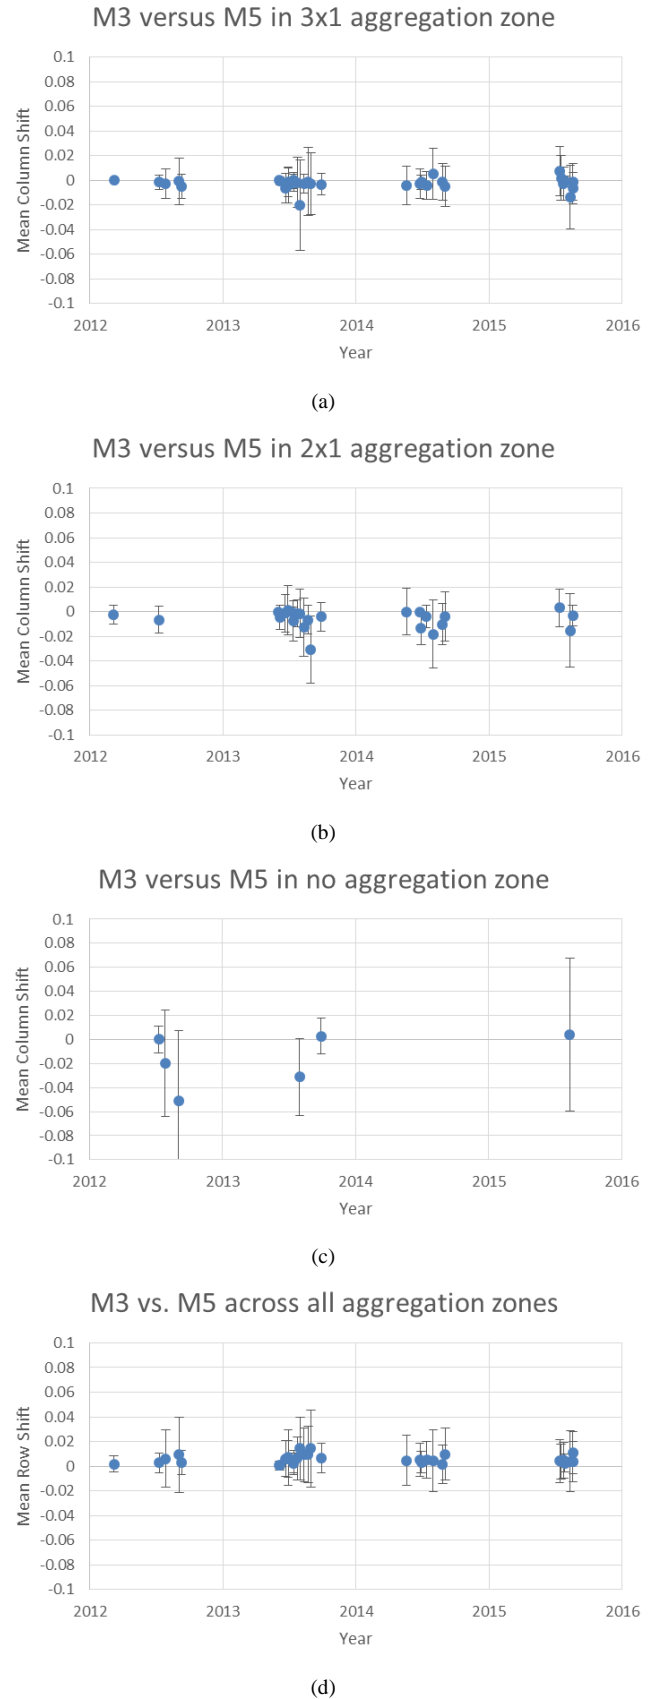 M3 versus M5 in 3x1 aggregation zone
0.1
0.08
0.06
0.04
0.02
0
-0.02
-0.04
-0.06
-0.08
-0.1
Mean Column Shift
2012 2013 2014 2015 2016
Year
(a)
M3 versus M5 in 2x1 aggregation zone
0.1
0.08
0.06
0.04
0.02
0
-0.02
-0.04
-0.06
-0.08
-0.1
Mean Column Shift
2012 2013 2014 2015 2016
Year
(b)
M3 versus M5 in no aggregation zone
0.1
0.08
0.06
0.04
0.02
0
-0.02
-0.04
-0.06
-0.08
-0.1
Mean Column Shift
2012 2013 2014 2015 2016
Year
(c)
M3 vs. M5 across all aggregation zones
0.1
0.08
0.06
0.04
0.02
0
-0.02
-0.04
-0.06
-0.08
-0.1
Mean Row Shift
2012 2013 2014 2015 2016
Year
(d)